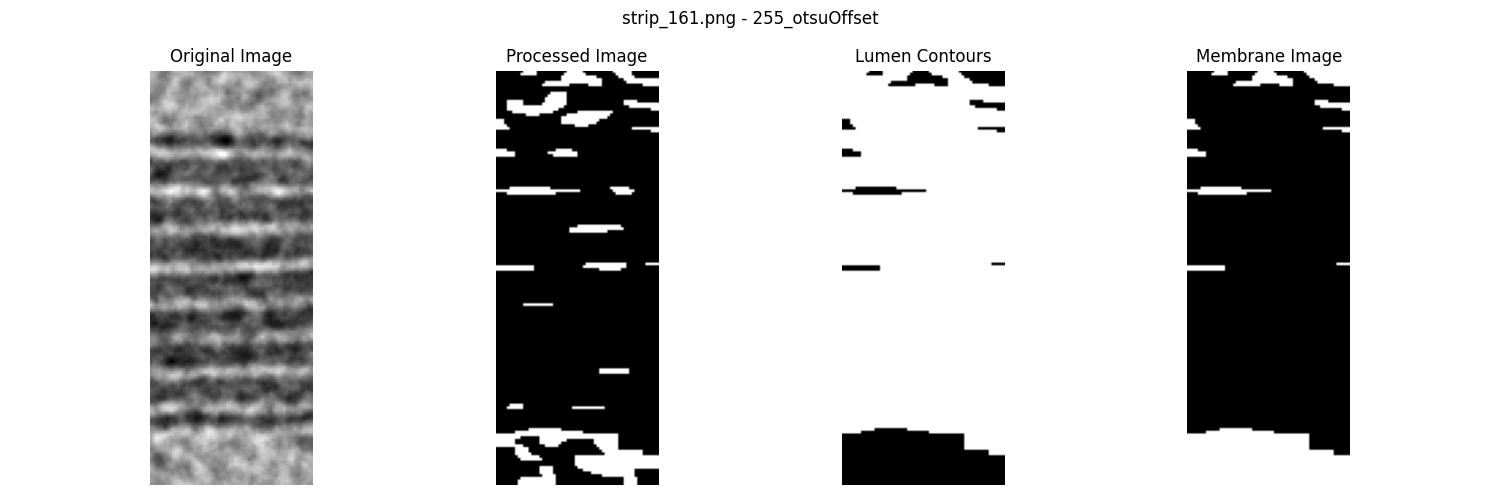 strip_161.png - 255_otsuOffset
Original Image
Processed Image
Lumen Contours
Membrane Image